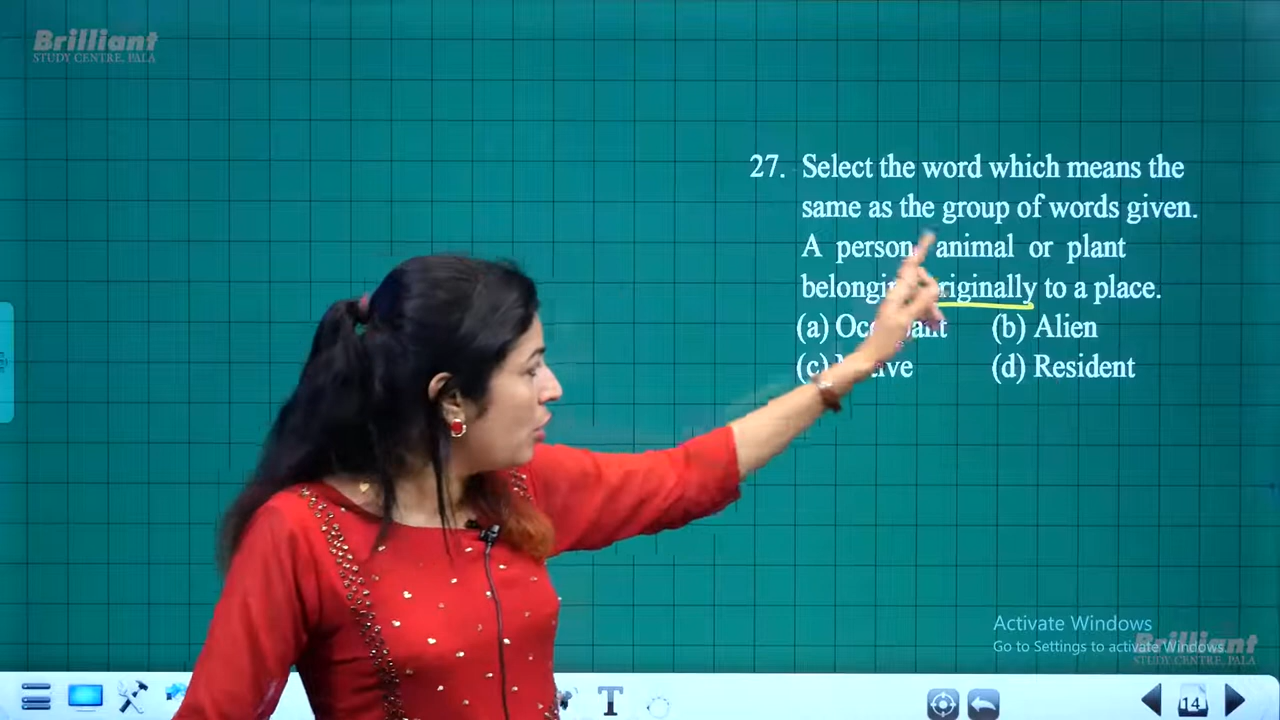 Brilliant
STUDY CENTRE, PALA
27. Select the word which means the
same as the group of words given.
A person, animal or plant
to a place.
(a) (b) Alien
(c) (d) Resident
Activate Windows
Go to Settings to activate Windows.
Brilliant
STUDY CENTRE, PALA
T
14